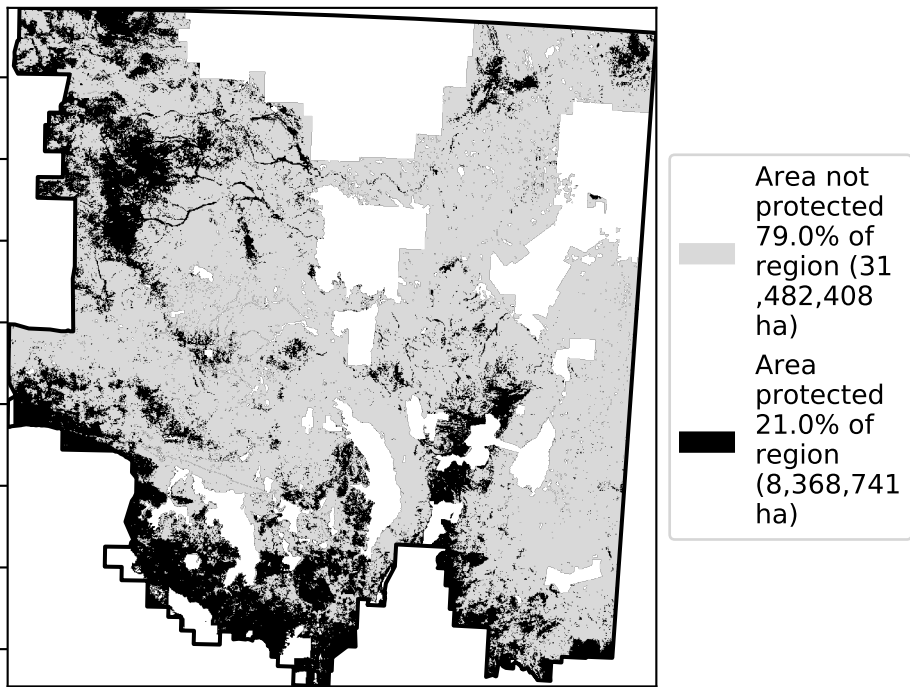 Area not
protected
79.0% of
region (31
,482,408
ha)
Area
protected
21.0% of
region
(8,368,741
ha)